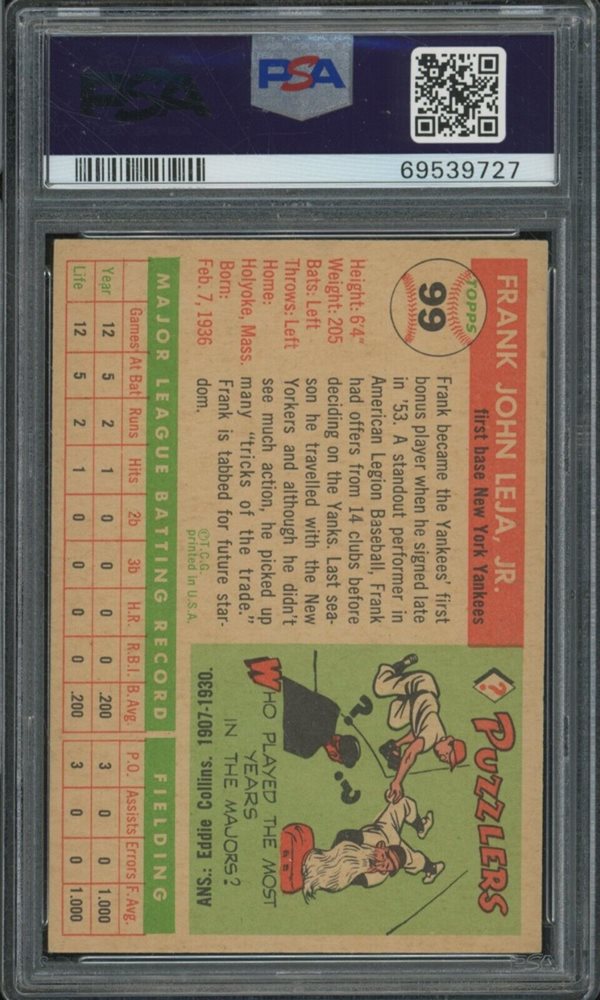 PSA
PSA
69539727
TOPPS
99
FRANK JOHN LEJA, JR.
first base New York Yankees
Height: 6'4"
Weight: 205
Bats: Left
Throws: Left
Home:
Holyoke, Mass.
Born:
Feb. 7, 1936
Frank became the Yankees' first
bonus player when he signed late
in '53. A standout performer in
American Legion Baseball, Frank
had offers from 14 clubs before
deciding on the Yanks. Last sea-
son he travelled with the New
Yorkers and although he didn't
see much action, he picked up
many "tricks of the trade."
Frank is tabbed for future star-
dom.
©T.C.G.
printed in U.S.A.
? PUZZLERS
? ? ?
WHO PLAYED THE MOST
YEARS
IN THE MAJORS?
ANS.: Eddie Collins. 1907-1930.
MAJOR LEAGUE BATTING RECORD FIELDING
Games At Bat Runs Hits 2b 3b H.R. R.B.I. B.Avg. P.O. Assists Errors F.Avg.
Year 12 5 2 1 0 0 0 0 .200 3 0 0 1.000
Life 12 5 2 1 0 0 0 0 .200 3 0 0 1.000